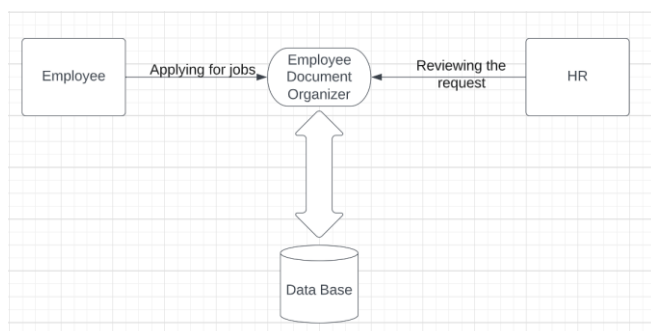 Employee
Applying for jobs
Employee
Document
Organizer
Reviewing the
request
HR
Data Base